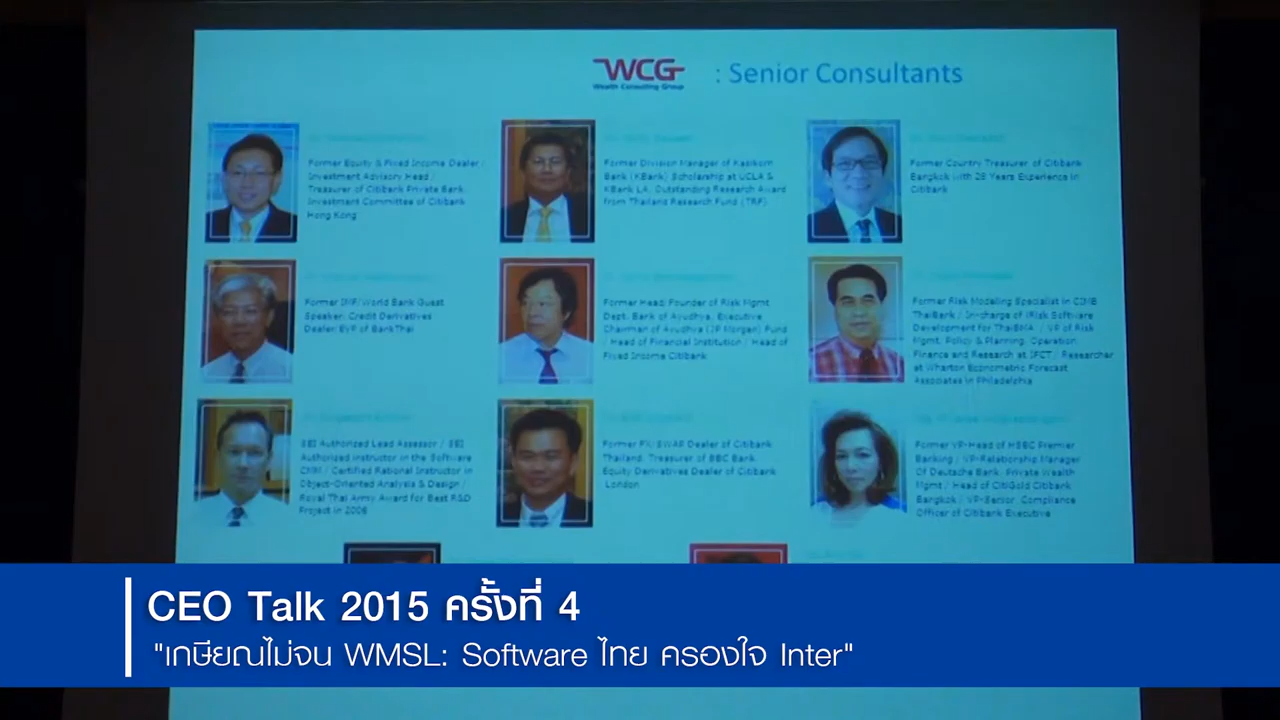 WCG : Senior Consultants
Wealth Consulting Group
Former Equity & Fixed Income Dealer /
Investment Advisory Head /
Treasurer of Citibank Private Bank
Investment Committee of Citibank
Hong Kong
Former Division Manager of Kasikorn
Bank (KBank) Scholarship at UCLA &
KBank LA, Outstanding Research Award
from Thailand Research Fund (TRF)
Former Country Treasurer of Citibank
Bangkok with 28 Years Experience in
Citibank
Former IMF/World Bank Guest
Speaker: Credit Derivatives
Dealer EVP of BankThai
Former Head/Founder of Risk Mgmt
Dept. Bank of Ayudhya, Executive
Chairman of Ayudhya (JP Morgan) Fund
/ Head of Financial Institution / Head of
Fixed Income Citibank
Former Risk Modeling Specialist in CIMB
ThaiBank / In-charge of iRisk Software
Development for ThaiBMA / VP of Risk
Mgmt, Policy & Planning, Operation,
Finance and Research at IFCT / Researcher
at Wharton Econometric Forecast
Associates in Philadelphia
SEI Authorized Lead Assessor / SEI
Authorized Instructor in the Software
CMM / Certified Rational Instructor in
Object-Oriented Analysis & Design /
Royal Thai Army Award for Best R&D
Project in 2006
Former FX/SWAP Dealer of Citibank
Thailand, Treasurer of BBC Bank,
Equity Derivatives Dealer of Citibank
London
Former VP-Head of HSBC Premier
Banking / VP-Relationship Manager
Of Deutsche Bank, Private Wealth
Mgmt / Head of CitiGold Citibank
Bangkok / VP-Senior Compliance
Officer of Citibank Executive
CEO Talk 2015 ครั้งที่ 4
"เกษียณไม่จน WMSL: Software ไทย ครองใจ Inter"